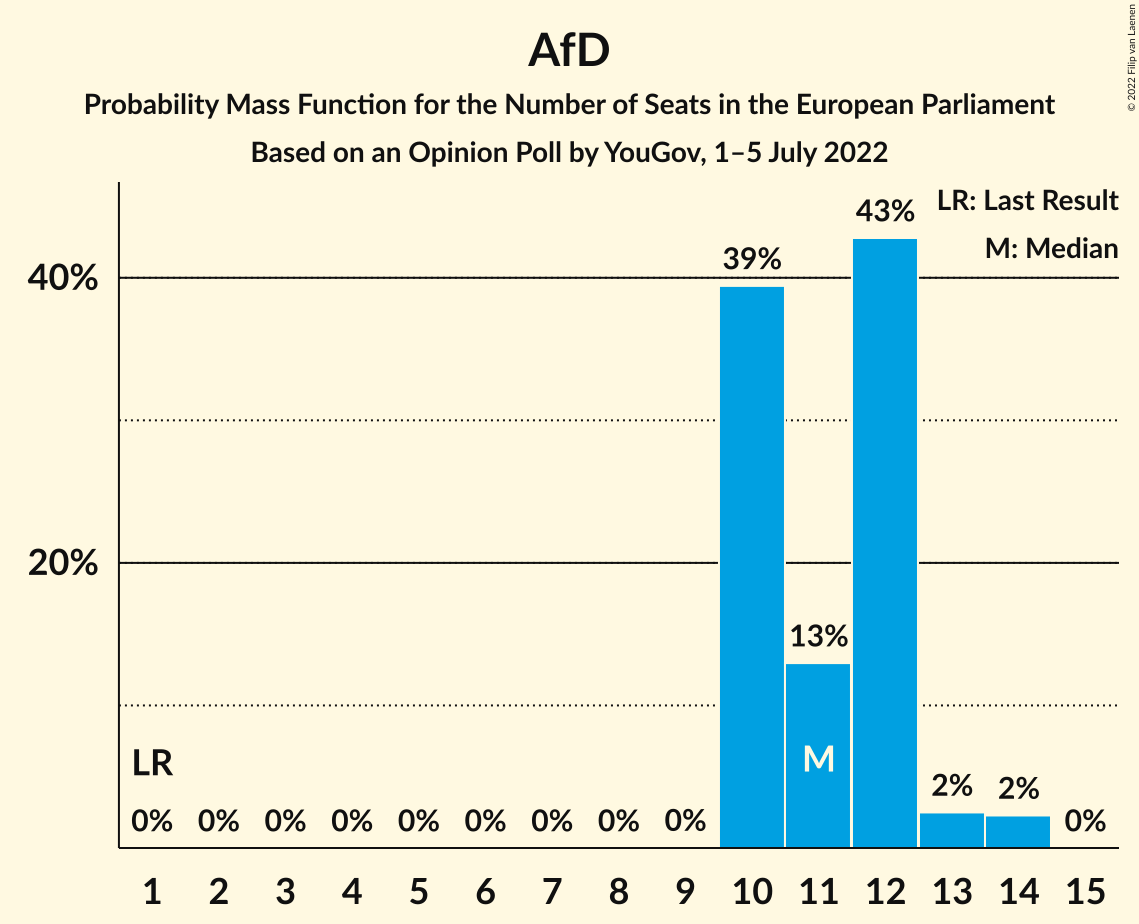 AfD
Probability Mass Function for the Number of Seats in the European Parliament
Based on an Opinion Poll by YouGov, 1–5 July 2022
© 2022 Filip van Laenen
LR: Last Result
M: Median
40%
20%
LR
0% 0% 0% 0% 0% 0% 0% 0% 0% 39% 13% 43% 2% 2% 0%
M
1 2 3 4 5 6 7 8 9 10 11 12 13 14 15